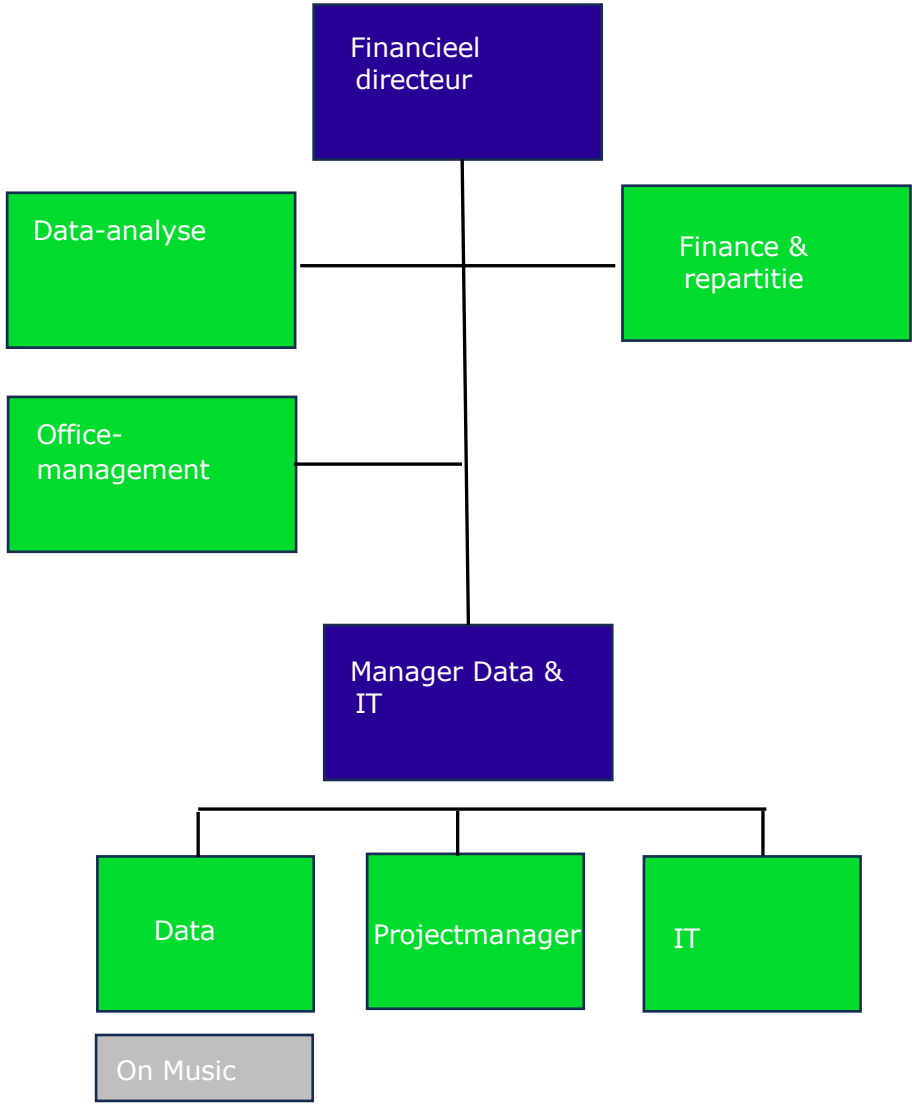 Financieel
directeur
Data-analyse
Finance &
repartitie
Office-
management
Manager Data &
IT
Data
Projectmanager
IT
On Music